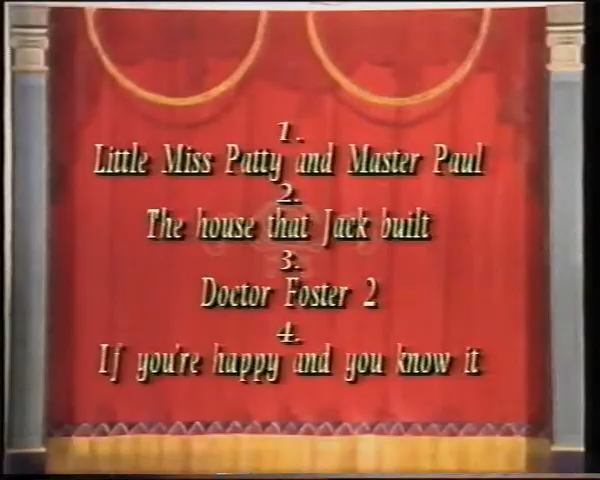 1.
Little Miss Patty and Master Paul
2.
The house that Jack built
3.
Doctor Foster 2
4.
If you're happy and you know it